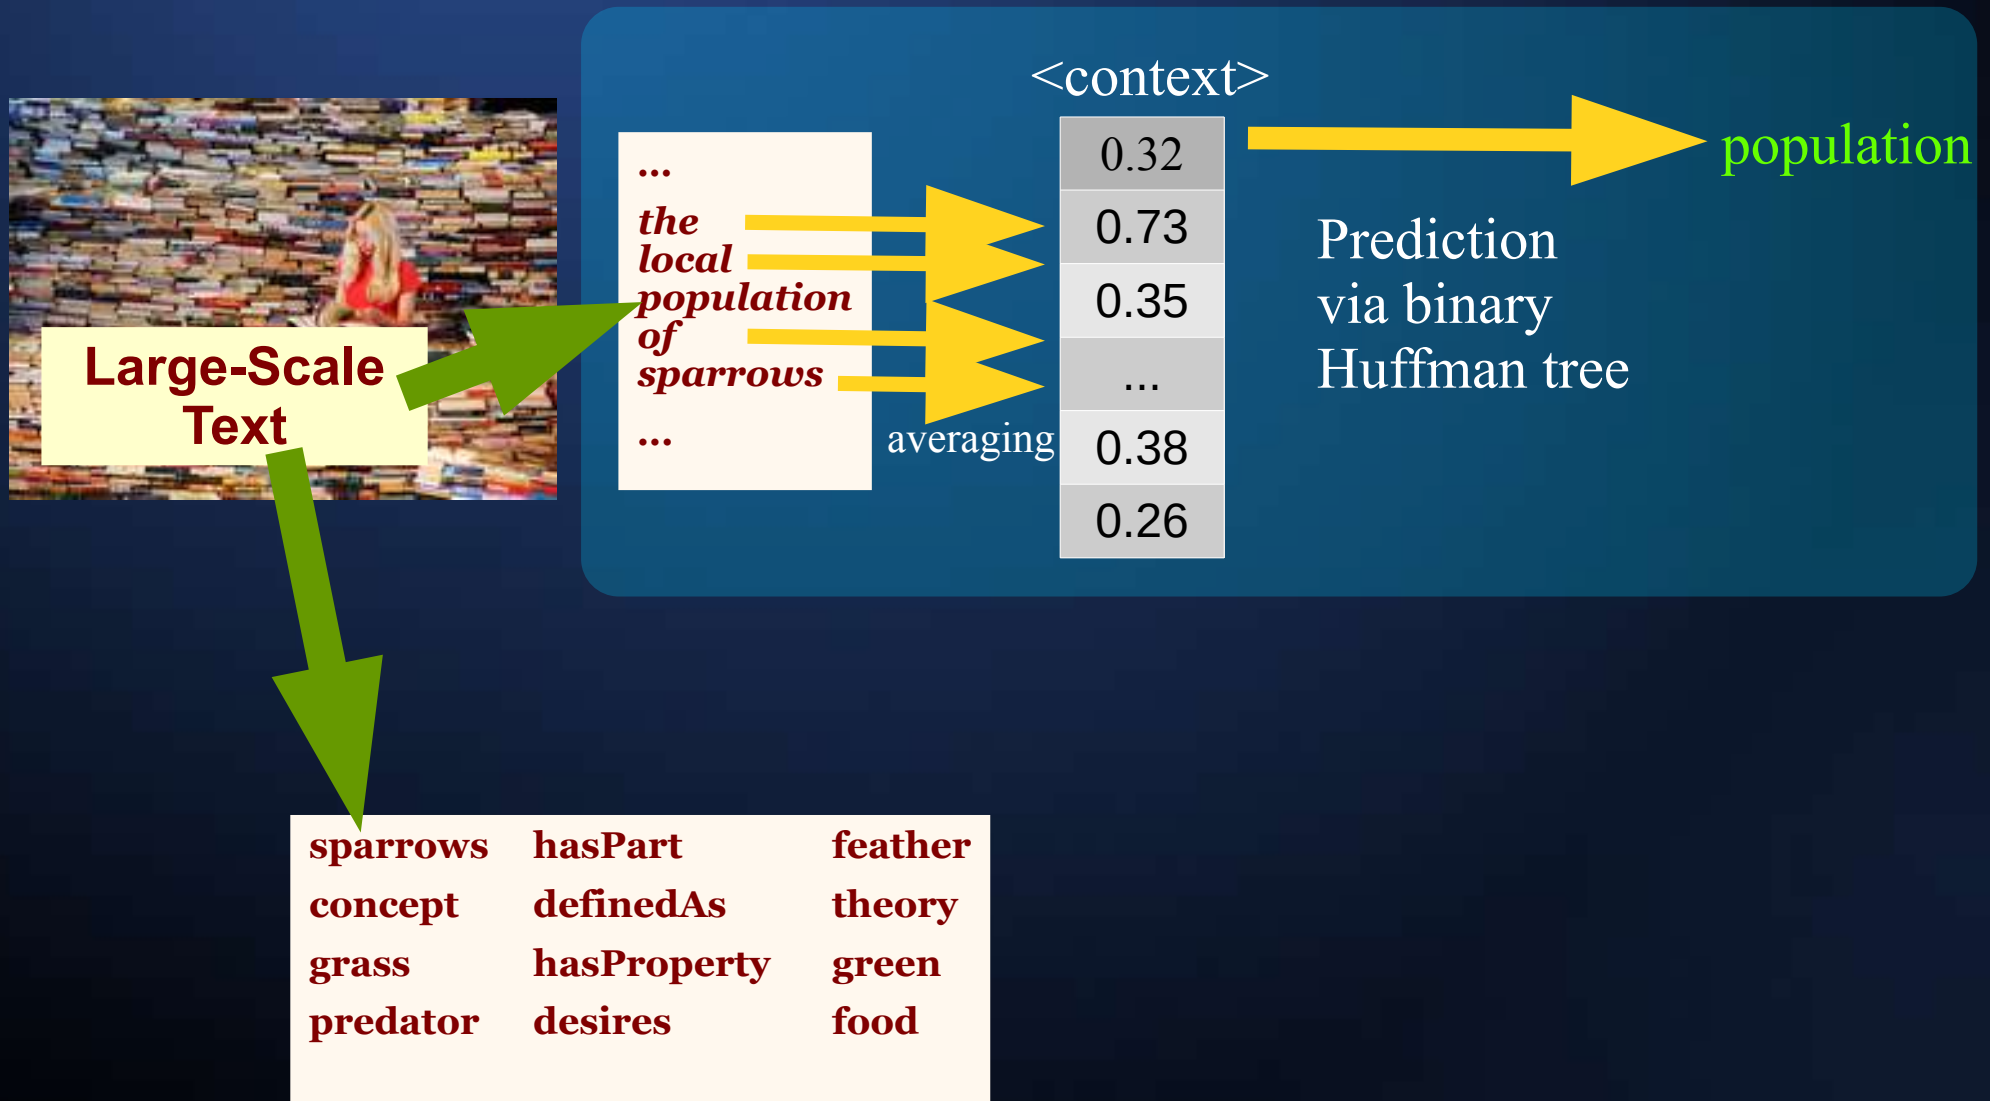 Large-Scale
Text
...
the
local
population
of
sparrows
...
averaging
<context>
0.32
0.73
0.35
...
0.38
0.26
population
Prediction
via binary
Huffman tree
sparrows hasPart feather
concept definedAs theory
grass hasProperty green
predator desires food